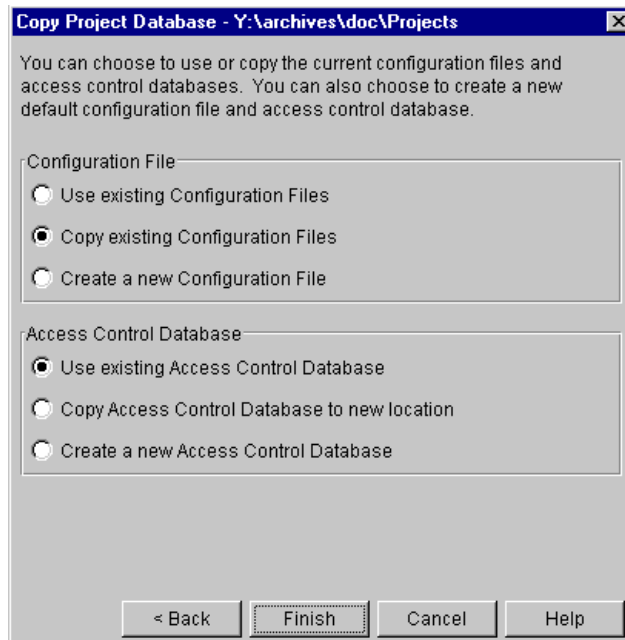 Copy Project Database - Y:\archives\doc\Projects
You can choose to use or copy the current configuration files and
access control databases. You can also choose to create a new
default configuration file and access control database.
Configuration File
Use existing Configuration Files
Copy existing Configuration Files
Create a new Configuration File
Access Control Database
Use existing Access Control Database
Copy Access Control Database to new location
Create a new Access Control Database
< Back Finish Cancel Help